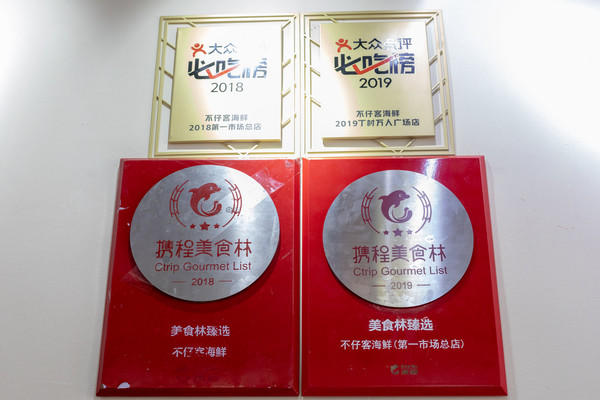 大众
必吃榜
2018
不仔客海鲜
2018第一市场总店
大众点评
必吃榜
2019
不仔客海鲜
2019丁村万人广场店
携程美食林
Ctrip Gourmet List
2018
美食林臻选
不仔客海鲜
携程美食林
Ctrip Gourmet List
2019
美食林臻选
不仔客海鲜(第一市场总店)